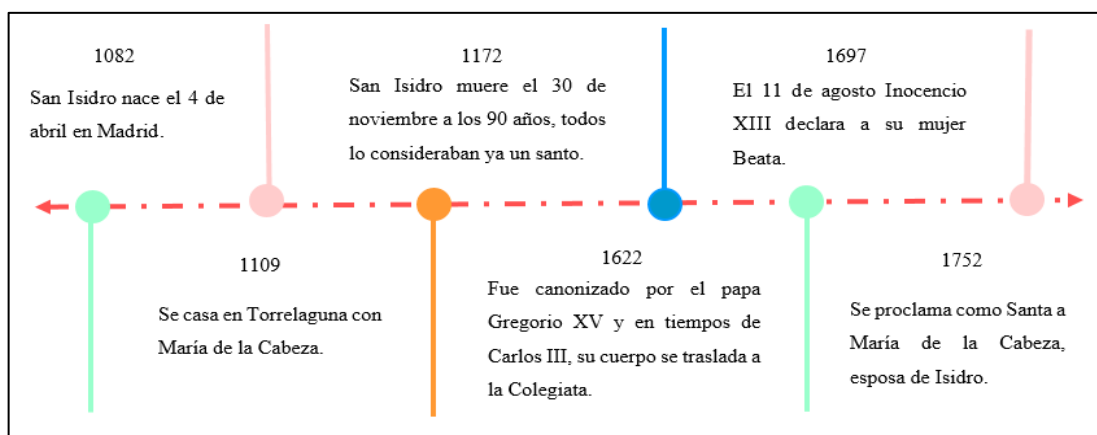 1082
San Isidro nace el 4 de
abril en Madrid.
1109
Se casa en Torrelaguna con
María de la Cabeza.
1172
San Isidro muere el 30 de
noviembre a los 90 años, todos
lo consideraban ya un santo.
1622
Fue canonizado por el papa
Gregorio XV y en tiempos de
Carlos III, su cuerpo se traslada a
la Colegiata.
1697
El 11 de agosto Inocencio
XIII declara a su mujer
Beata.
1752
Se proclama como Santa a
María de la Cabeza,
esposa de Isidro.